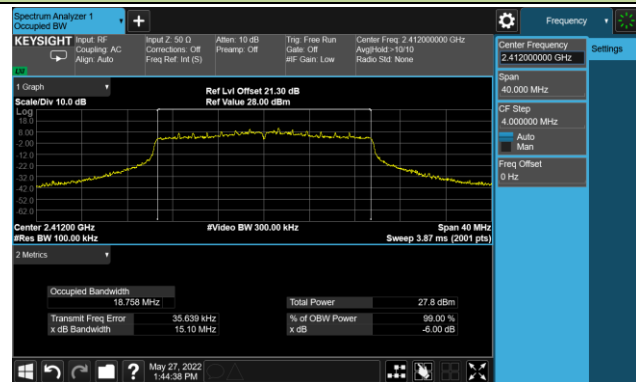 Spectrum Analyzer 1
Occupied BW
Frequency
KEYSIGHT
Input: RF
Coupling: AC
Align: Auto
Input Z: 50 Ω
Corrections: Off
Freq Ref: Int (S)
Atten: 10 dB
Preamp: Off
Trig: Free Run
Gate: Off
#IF Gain: Low
Center Freq: 2.412000000 GHz
Avg|Hold:>10/10
Radio Std: None
LW
Center Frequency
2.412000000 GHz
Settings
Span
40.000 MHz
CF Step
4.000000 MHz
Auto
Man
Freq Offset
0 Hz
1 Graph
Scale/Div 10.0 dB
Ref Lvl Offset 21.30 dB
Ref Value 28.00 dBm
Log
18.0
8.00
-2.00
-12.0
-22.0
-32.0
-42.0
-52.0
-62.0
Center 2.41200 GHz
#Video BW 300.00 kHz
Span 40 MHz
#Res BW 100.00 kHz
Sweep 3.87 ms (2001 pts)
2 Metrics
Occupied Bandwidth
18.758 MHz
Total Power 27.8 dBm
Transmit Freq Error 35.639 kHz
% of OBW Power 99.00 %
x dB Bandwidth 15.10 MHz
x dB -6.00 dB
May 27, 2022
1:44:38 PM